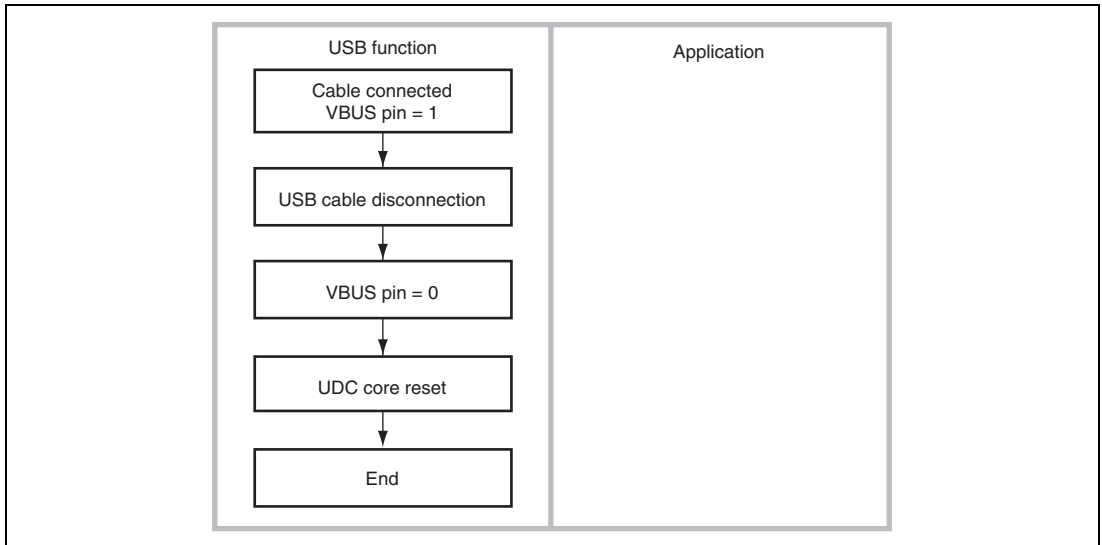 USB function
Application
Cable connected
VBUS pin = 1
USB cable disconnection
VBUS pin = 0
UDC core reset
End